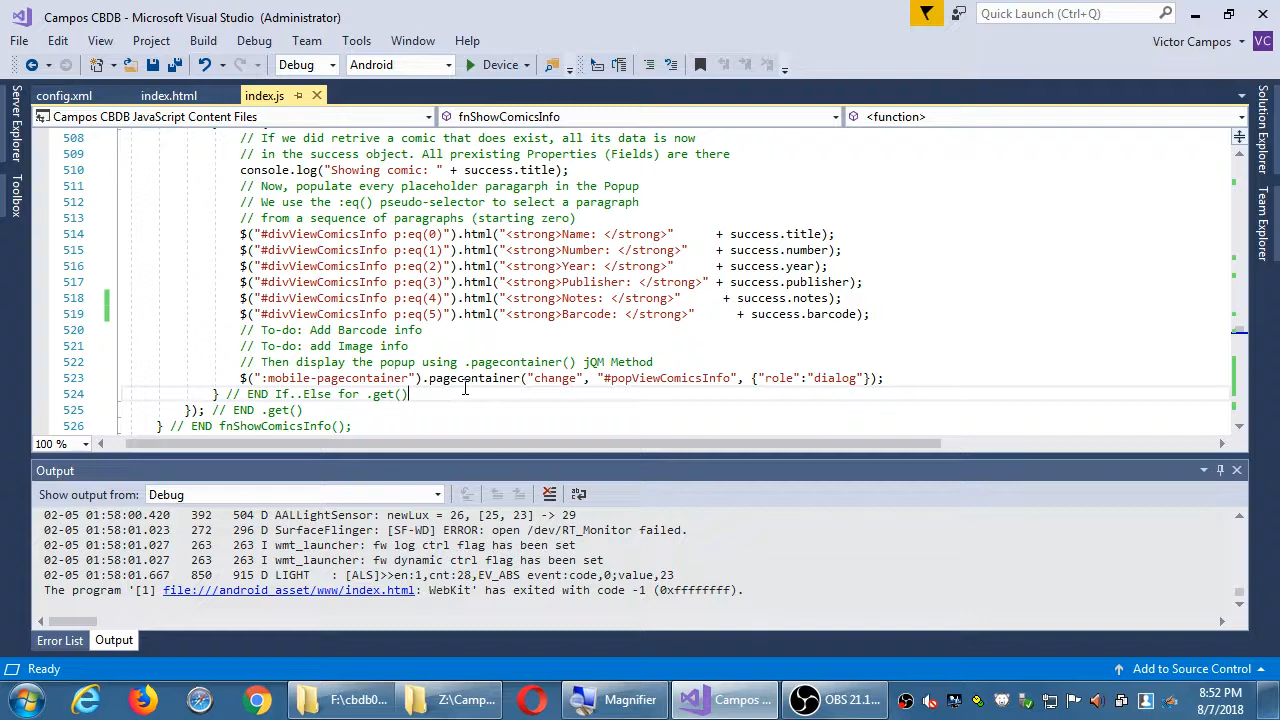 Campos CBDB - Microsoft Visual Studio (Administrator)
Quick Launch (Ctrl+Q)
File Edit View Project Build Debug Team Tools Window Help
Victor Campos VC
Debug Android Device
config.xml index.html index.js
Campos CBDB JavaScript Content Files fnShowComicsInfo <function>
Server Explorer
Toolbox
Solution Explorer
Team Explorer
508 // If we did retrive a comic that does exist, all its data is now
509 // in the success object. All prexisting Properties (Fields) are there
510 console.log("Showing comic: " + success.title);
511 // Now, populate every placeholder paragarph in the Popup
512 // We use the :eq() pseudo-selector to select a paragraph
513 // from a sequence of paragraphs (starting zero)
514 $("#divViewComicsInfo p:eq(0)").html("<strong>Name: </strong>" + success.title);
515 $("#divViewComicsInfo p:eq(1)").html("<strong>Number: </strong>" + success.number);
516 $("#divViewComicsInfo p:eq(2)").html("<strong>Year: </strong>" + success.year);
517 $("#divViewComicsInfo p:eq(3)").html("<strong>Publisher: </strong>" + success.publisher);
518 $("#divViewComicsInfo p:eq(4)").html("<strong>Notes: </strong>" + success.notes);
519 $("#divViewComicsInfo p:eq(5)").html("<strong>Barcode: </strong>" + success.barcode);
520 // To-do: Add Barcode info
521 // To-do: add Image info
522 // Then display the popup using .pagecontainer() jQM Method
523 $(":mobile-pagecontainer").pagecontainer("change", "#popViewComicsInfo", {"role":"dialog"});
524 } // END If..Else for .get()
525 }); // END .get()
526 } // END fnShowComicsInfo();
100 %
Output
Show output from: Debug
02-05 01:58:00.420 392 504 D AALLightSensor: newLux = 26, [25, 23] -> 29
02-05 01:58:01.023 272 296 D SurfaceFlinger: [SF-WD] ERROR: open /dev/RT_Monitor failed.
02-05 01:58:01.027 263 263 I wmt_launcher: fw log ctrl flag has been set
02-05 01:58:01.027 263 263 I wmt_launcher: fw dynamic ctrl flag has been set
02-05 01:58:01.667 850 915 D LIGHT : [ALS]>>en:1,cnt:28,EV_ABS event:code,0;value,23
The program '[1] file:///android_asset/www/index.html: WebKit' has exited with code -1 (0xffffffff).
Error List Output
Ready Add to Source Control
F:\cbdb0... Z:\Camp... Magnifier Campos ... OBS 21.1...
8:52 PM
8/7/2018